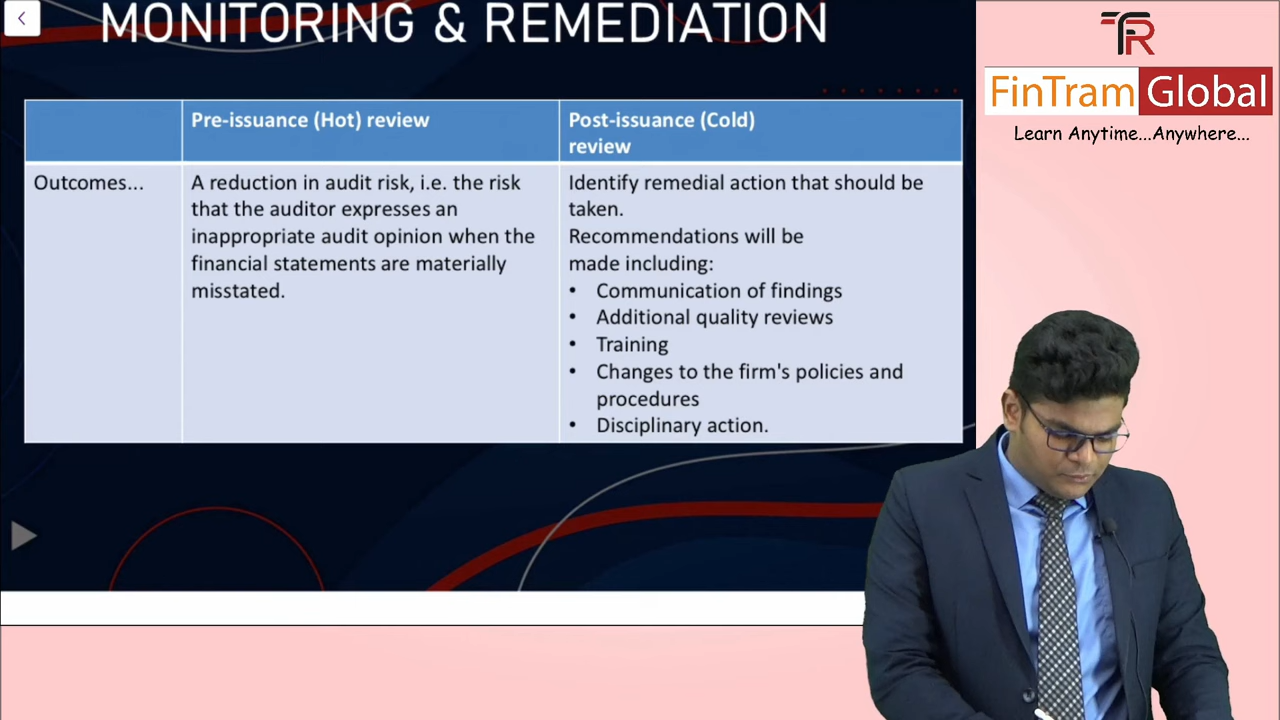 MONITORING & REMEDIATION
Pre-issuance (Hot) review
Post-issuance (Cold)
review
Outcomes...
A reduction in audit risk, i.e. the risk
that the auditor expresses an
inappropriate audit opinion when the
financial statements are materially
misstated.
Identify remedial action that should be
taken.
Recommendations will be
made including:
• Communication of findings
• Additional quality reviews
• Training
• Changes to the firm's policies and
procedures
• Disciplinary action.
TFR
FinTram Global
Learn Anytime...Anywhere...